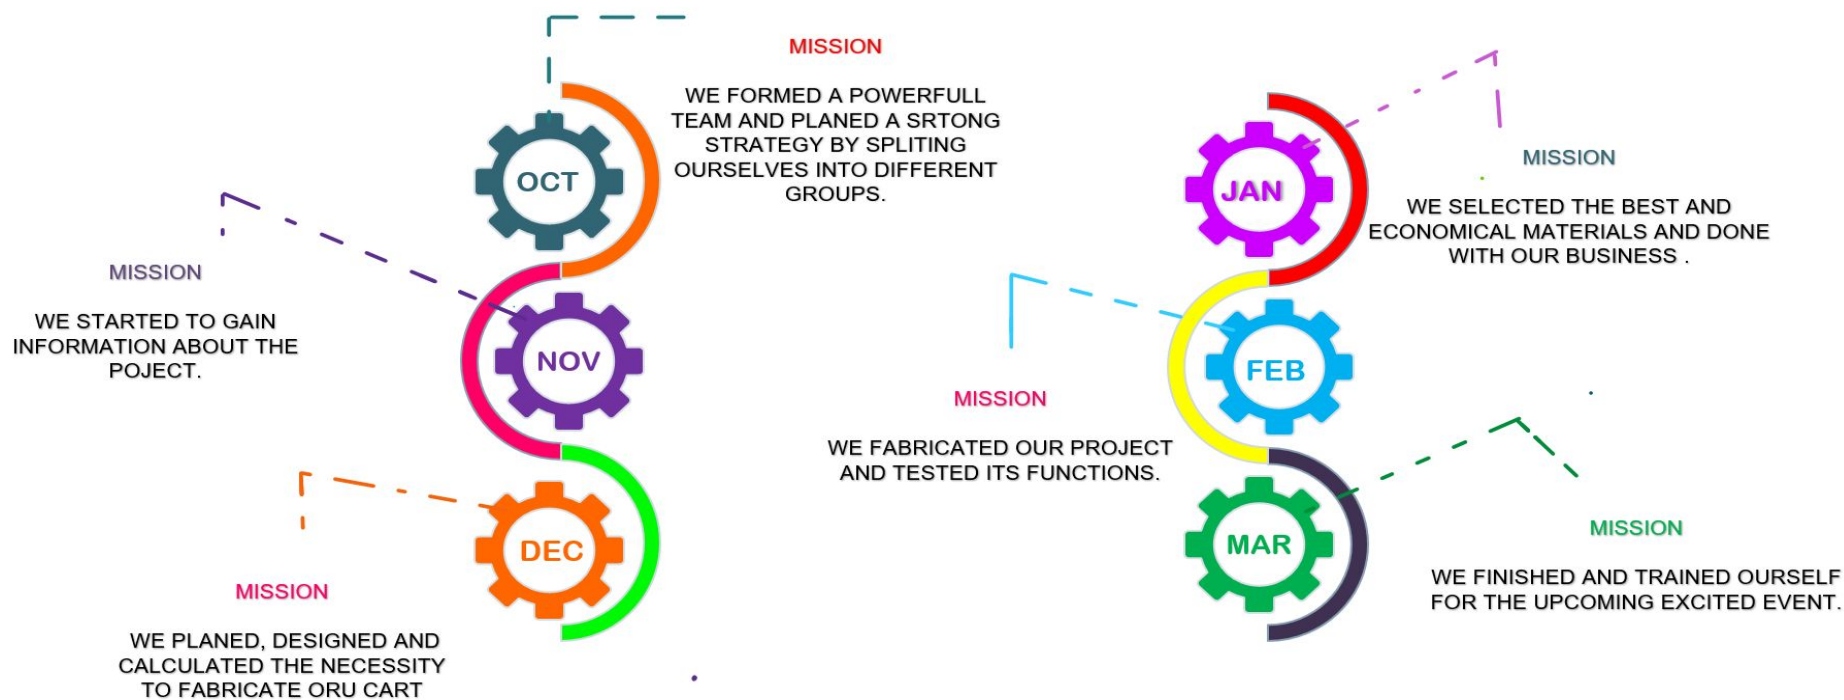 OCT
MISSION
WE FORMED A POWERFULL
TEAM AND PLANED A SRTONG
STRATEGY BY SPLITING
OURSELVES INTO DIFFERENT
GROUPS.
NOV
MISSION
WE STARTED TO GAIN
INFORMATION ABOUT THE
POJECT.
DEC
MISSION
WE PLANED, DESIGNED AND
CALCULATED THE NECESSITY
TO FABRICATE ORU CART
JAN
MISSION
WE SELECTED THE BEST AND
ECONOMICAL MATERIALS AND DONE
WITH OUR BUSINESS .
FEB
MISSION
WE FABRICATED OUR PROJECT
AND TESTED ITS FUNCTIONS.
MAR
MISSION
WE FINISHED AND TRAINED OURSELF
FOR THE UPCOMING EXCITED EVENT.